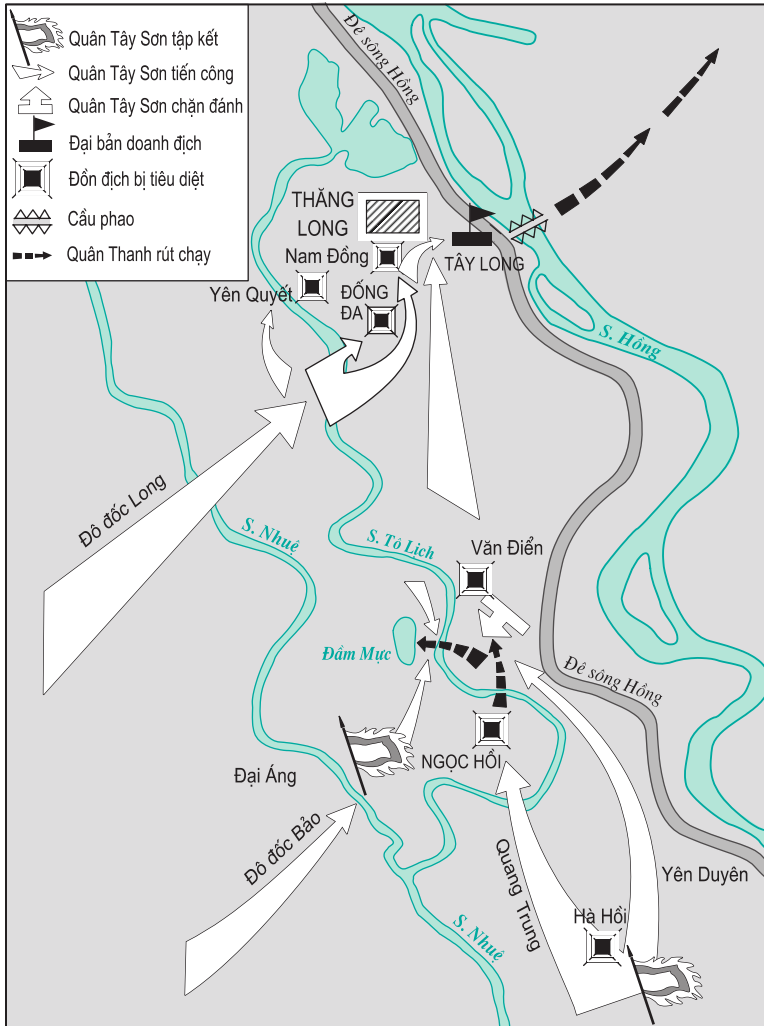 Quân Tây Sơn tập kết
Quân Tây Sơn tiến công
Quân Tây Sơn chặn đánh
Đại bản doanh địch
Đồn địch bị tiêu diệt
Cầu phao
Quân Thanh rút chạy
Đê sông Hồng
THĂNG
LONG
Nam Đồng
TÂY LONG
Yên Quyết
ĐỐNG
ĐA
S. Hồng
Đô đốc Long
S. Nhuệ
S. Tô Lịch
Văn Điển
Đầm Mực
Đê sông Hồng
NGỌC HỒI
Đại Áng
Đô đốc Bảo
Quang Trung
Yên Duyên
Hà Hồi
S. Nhuệ